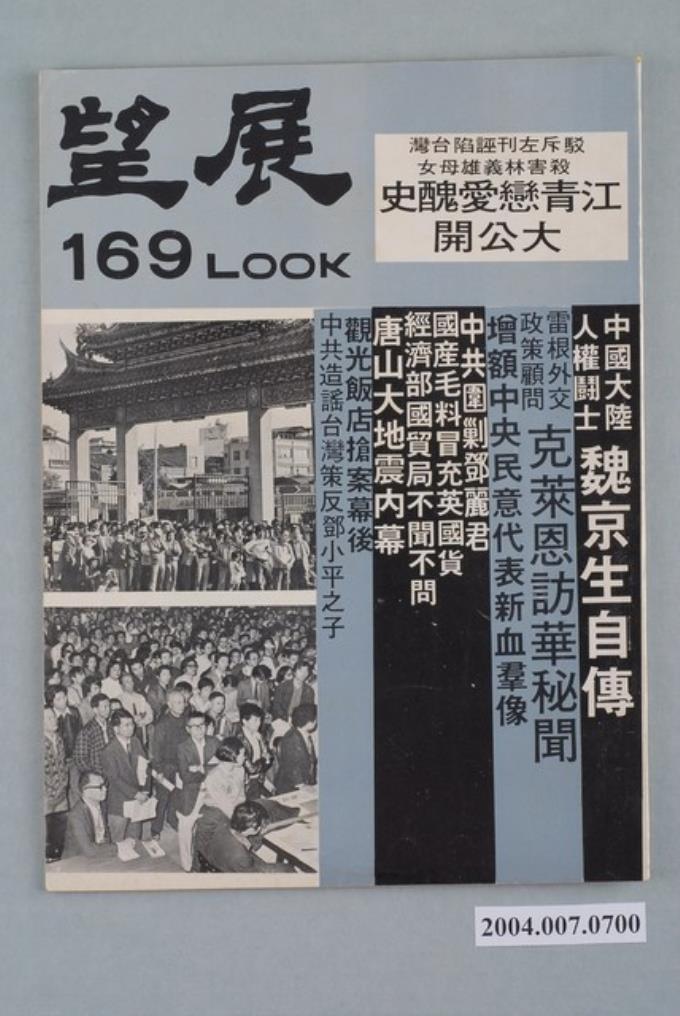 展望
169 LOOK
駁斥左刊誣陷台灣
殺害林義雄母女
江青戀愛醜史
大公開
中國大陸
人權鬪士
魏京生自傳
雷根外交
政策顧問
克萊恩訪華秘聞
增額中央民意代表新血羣像
中共圍剿鄧麗君
國產毛料冒充英國貨
經濟部國貿局不聞不問
唐山大地震內幕
觀光飯店搶案幕後
中共造謠台灣策反鄧小平之子
2004.007.0700